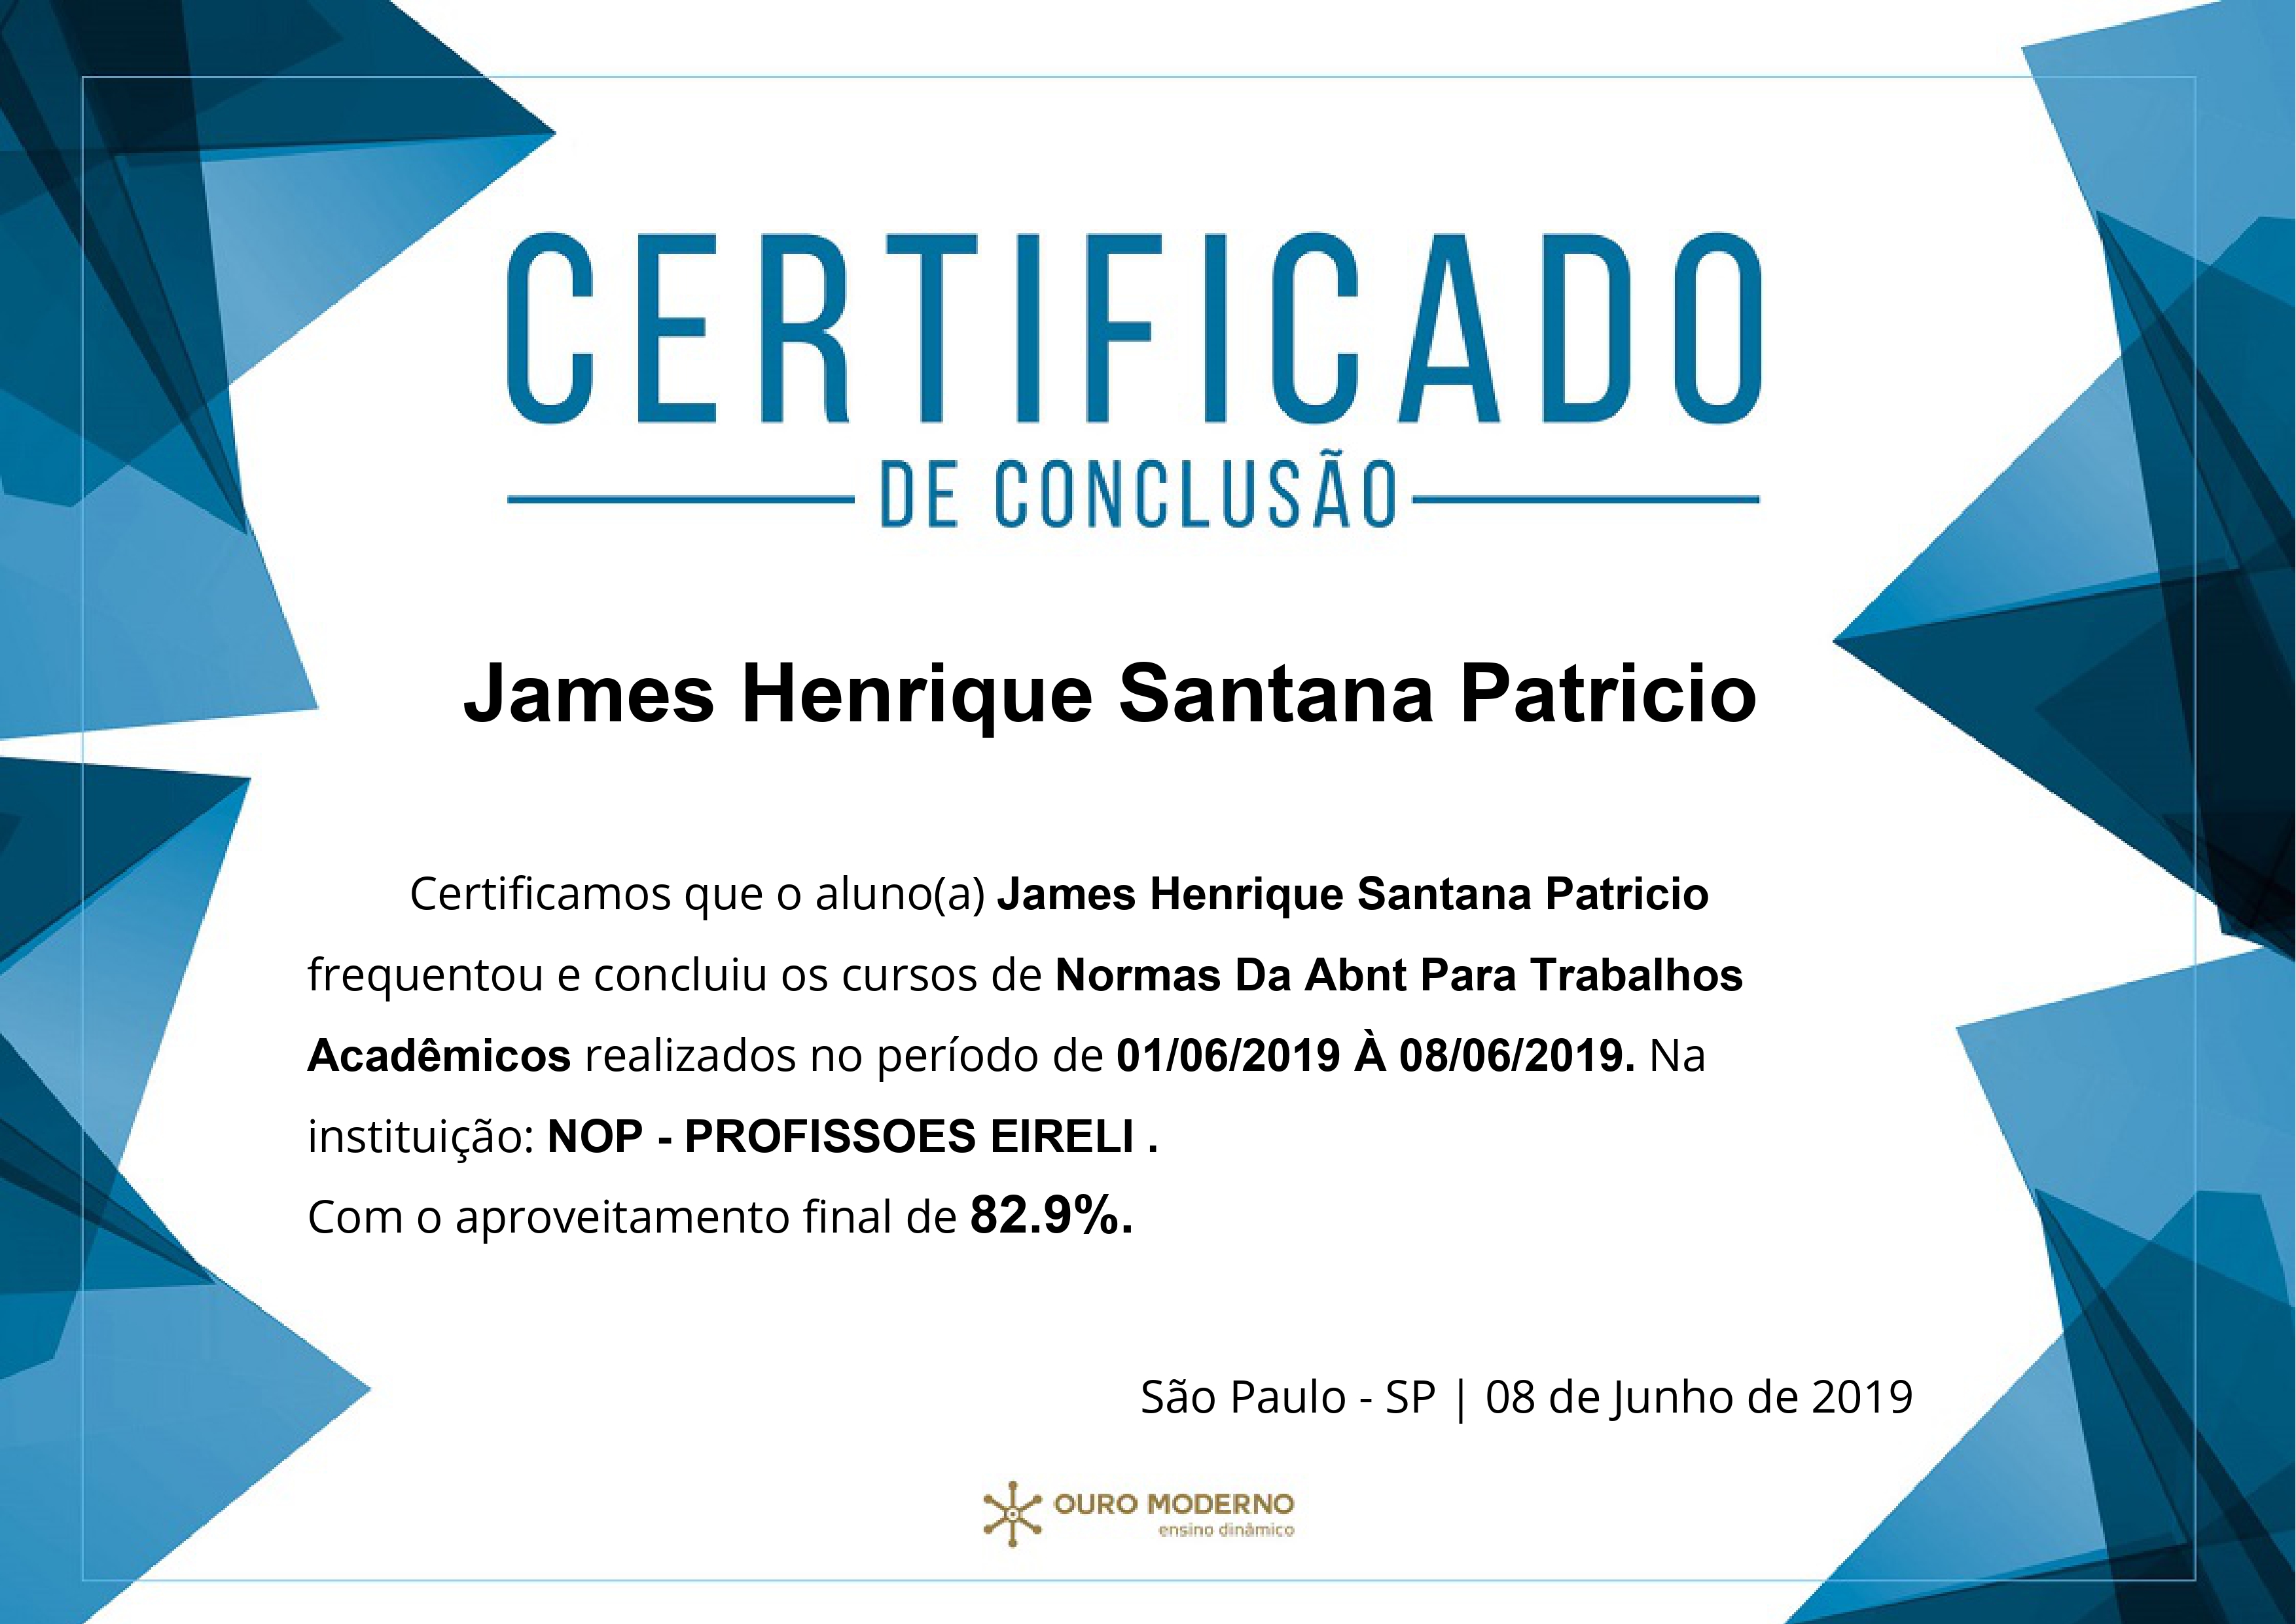 CERTIFICADO
DE CONCLUSÃO
James Henrique Santana Patricio
Certificamos que o aluno(a) James Henrique Santana Patricio
frequentou e concluiu os cursos de Normas Da Abnt Para Trabalhos
Acadêmicos realizados no período de 01/06/2019 À 08/06/2019. Na
instituição: NOP - PROFISSOES EIRELI .
Com o aproveitamento final de 82.9%.
São Paulo - SP | 08 de Junho de 2019
OURO MODERNO
ensino dinâmico